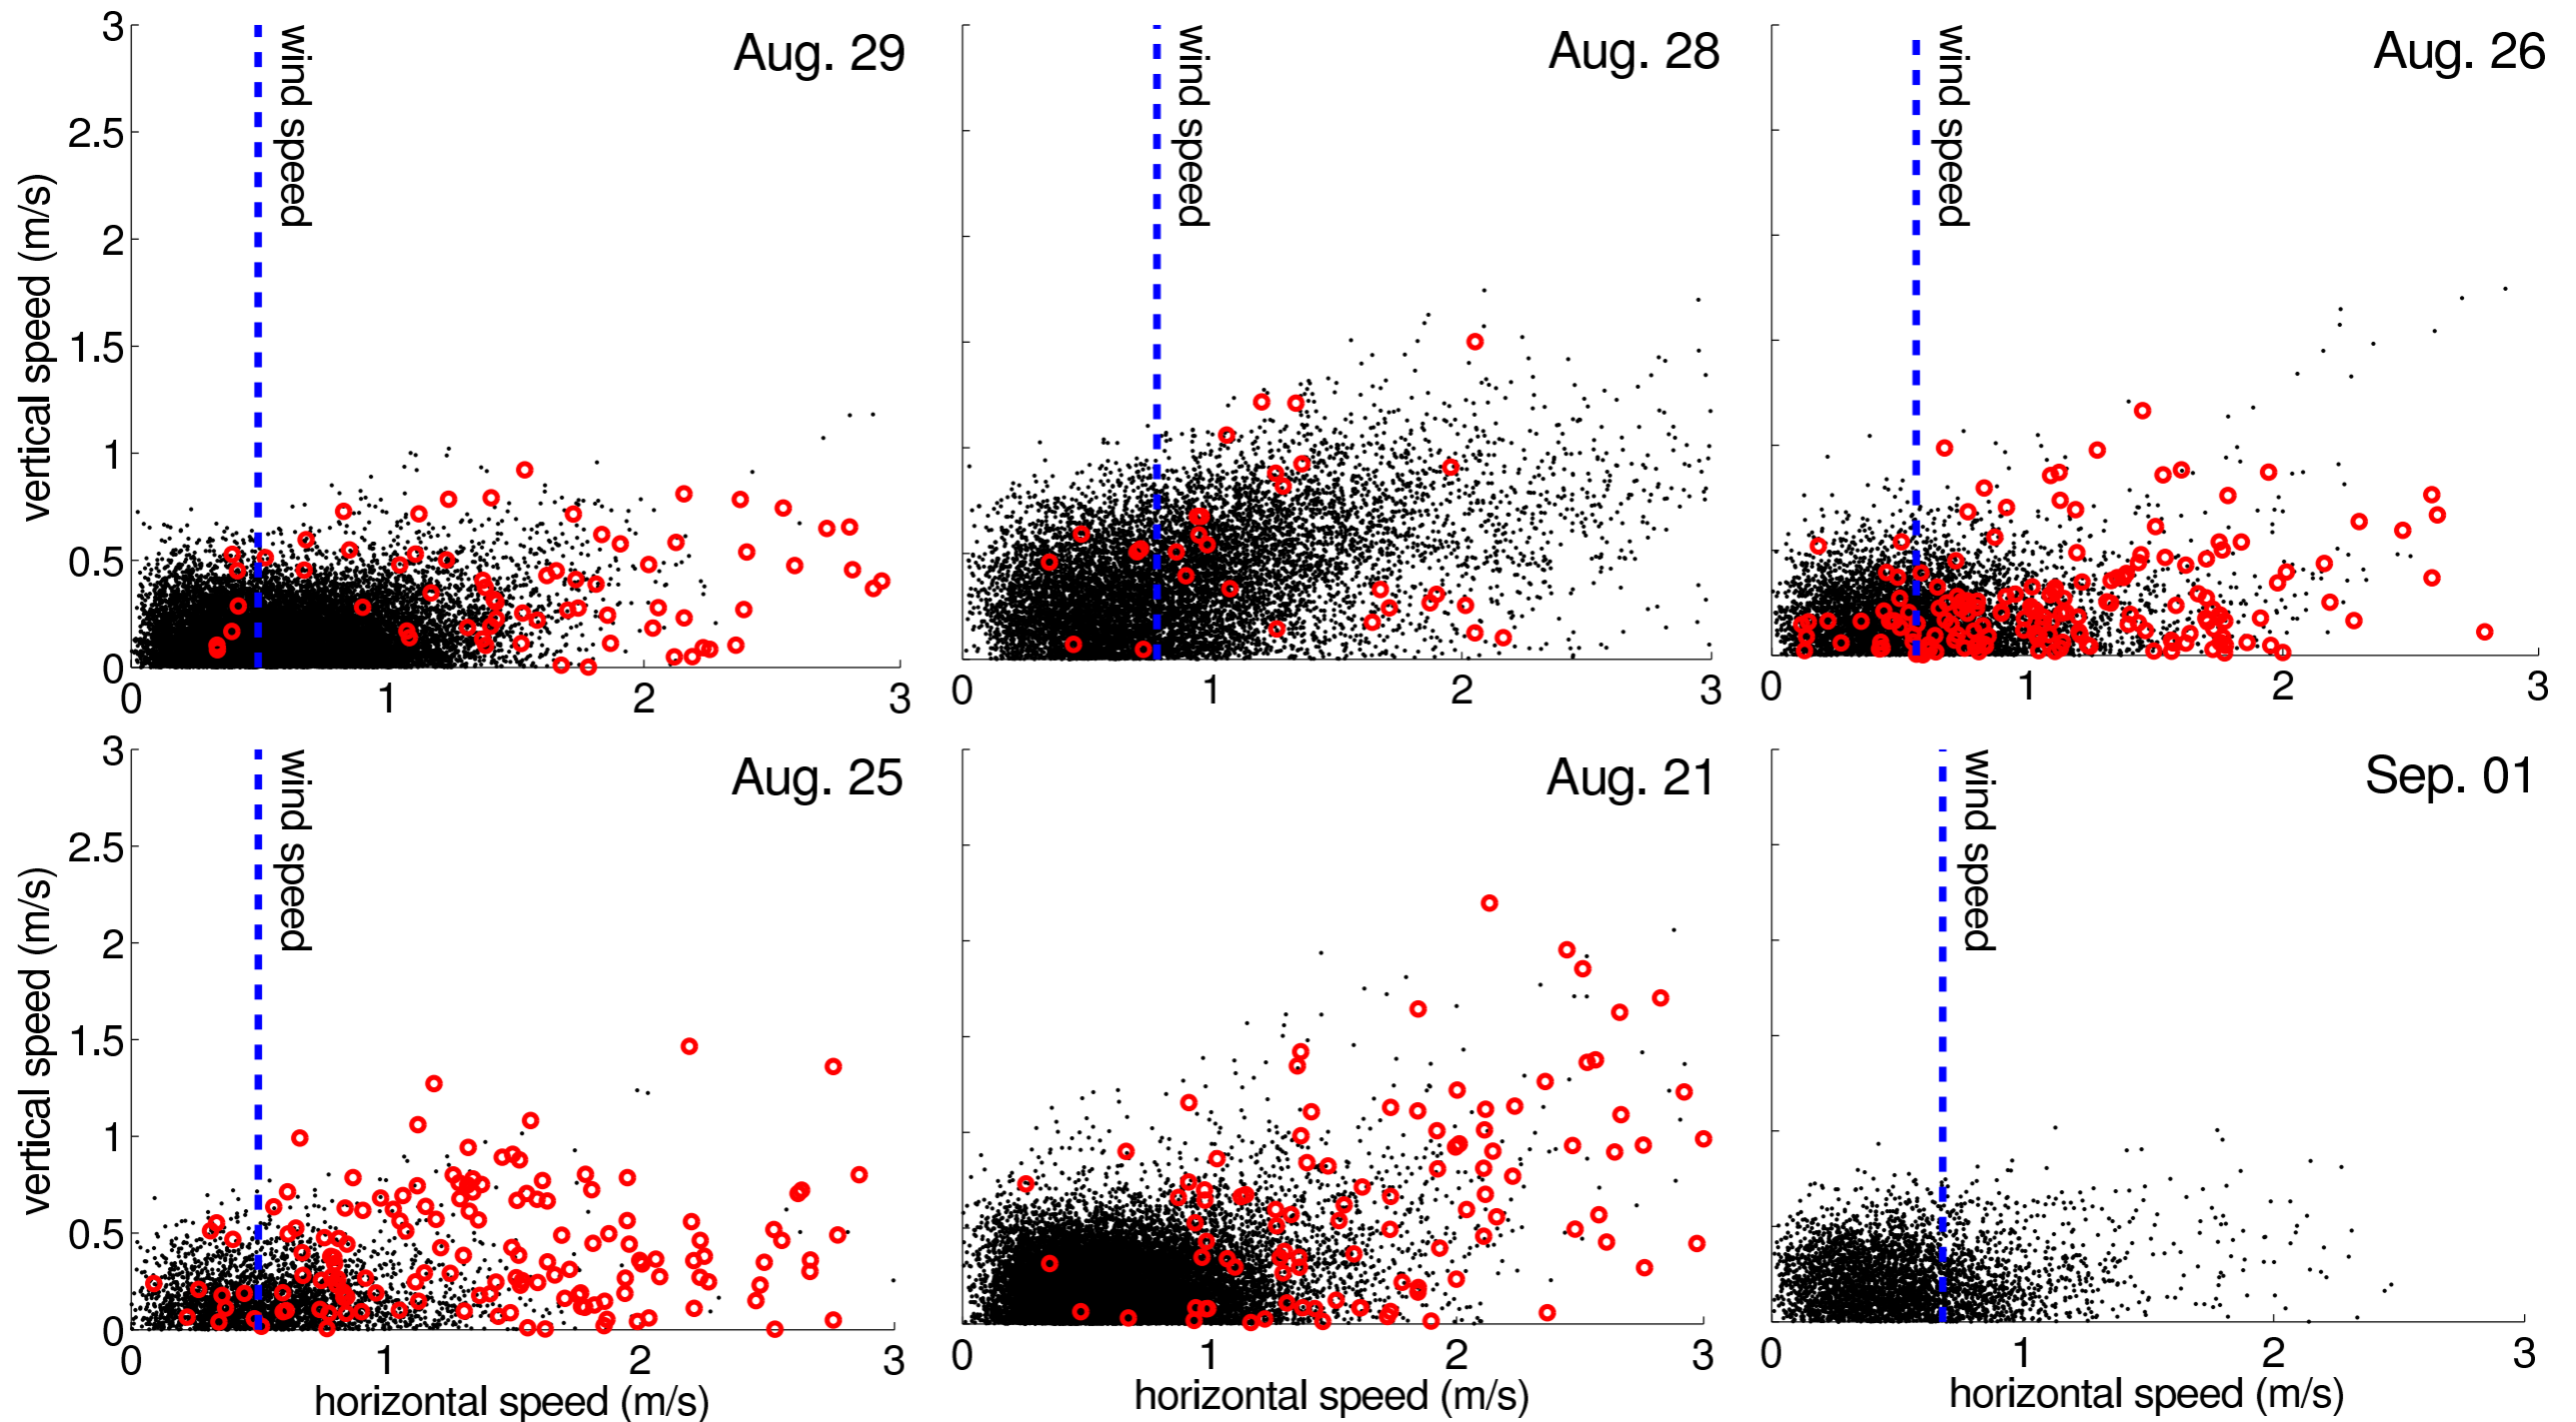 Aug. 29
wind speed
vertical speed (m/s)
3
2.5
2
1.5
1
0.5
0
0 1 2 3
Aug. 28
wind speed
0 1 2 3
Aug. 26
wind speed
0 1 2 3
Aug. 25
wind speed
vertical speed (m/s)
3
2.5
2
1.5
1
0.5
0
0 1 2 3
horizontal speed (m/s)
Aug. 21
0 1 2 3
horizontal speed (m/s)
Sep. 01
wind speed
0 1 2 3
horizontal speed (m/s)